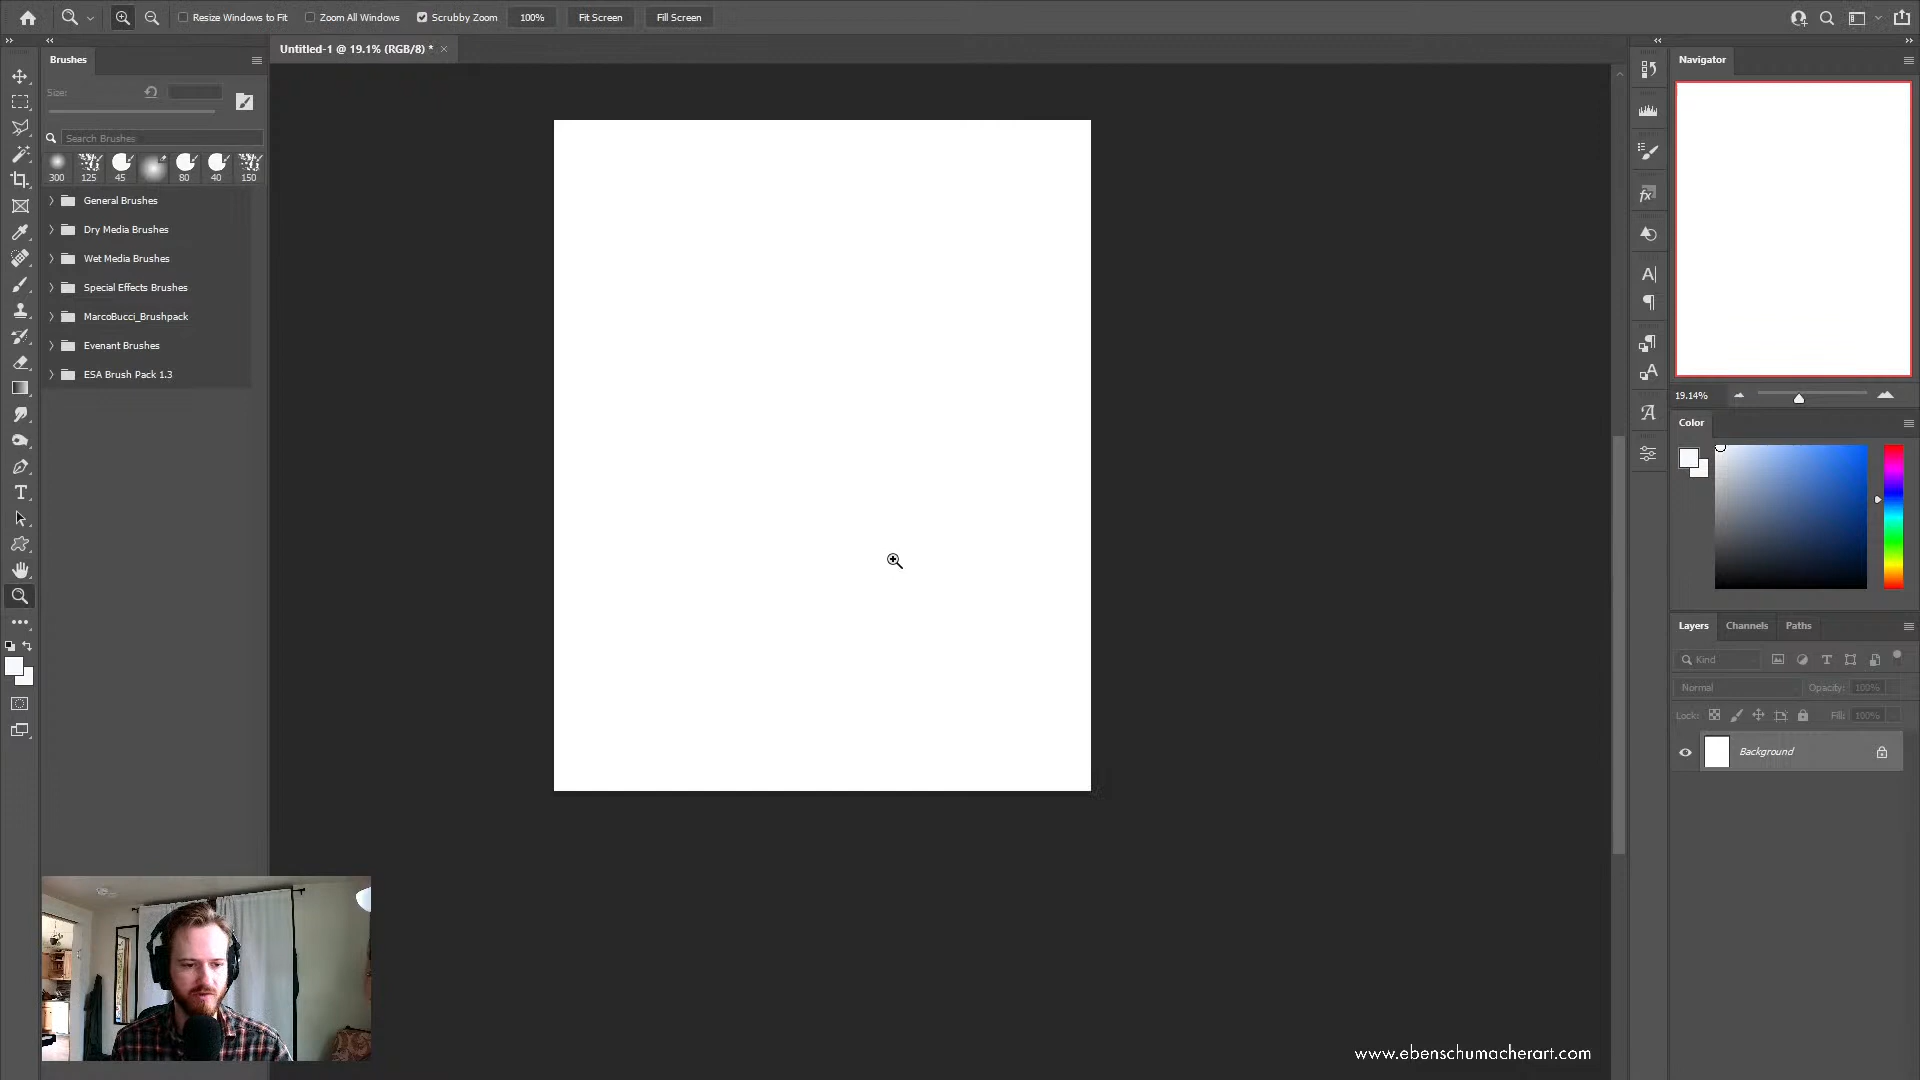 Resize Windows to Fit
Zoom All Windows
Scrubby Zoom
100%
Fit Screen
Fill Screen
Untitled-1 @ 19.1% (RGB/8) *
Brushes
Size:
Search Brushes
300 125 45 80 40 150
General Brushes
Dry Media Brushes
Wet Media Brushes
Special Effects Brushes
MarcoBucci_Brushpack
Evenant Brushes
ESA Brush Pack 1.3
Navigator
19.14%
Color
Layers Channels Paths
Kind
Normal Opacity: 100%
Lock: Fill: 100%
Background
www.ebenschumacherart.com